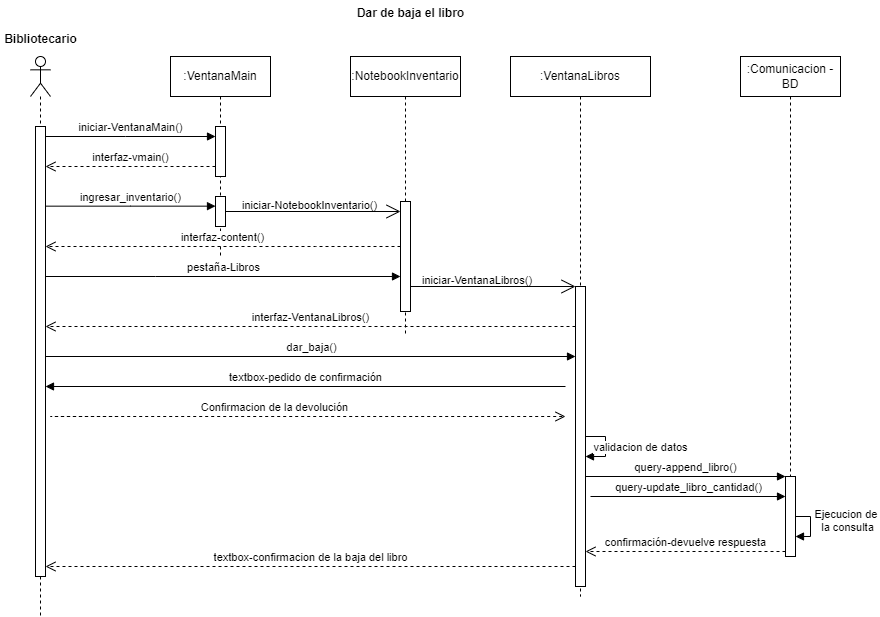 Dar de baja el libro
Bibliotecario
:VentanaMain
:NotebookInventario
:VentanaLibros
:Comunicacion -
BD
iniciar-VentanaMain()
interfaz-vmain()
ingresar_inventario()
iniciar-NotebookInventario()
interfaz-content()
pestaña-Libros
iniciar-VentanaLibros()
interfaz-VentanaLibros()
dar_baja()
textbox-pedido de confirmación
Confirmacion de la devolución
validacion de datos
query-append_libro()
query-update_libro_cantidad()
Ejecucion de
la consulta
confirmación-devuelve respuesta
textbox-confirmacion de la baja del libro